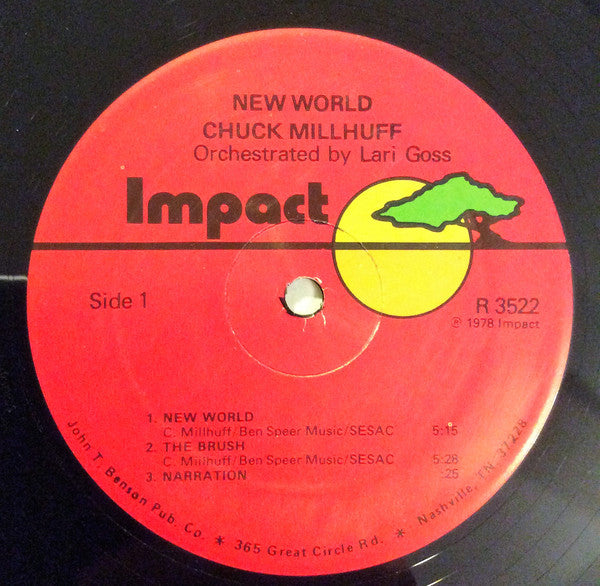 NEW WORLD
CHUCK MILLHUFF
Orchestrated by Lari Goss
Impact
Side 1
R 3522
℗ 1978 Impact
1. NEW WORLD
C. Millhuff/Ben Speer Music/SESAC 5:15
2. THE BRUSH
C. Millhuff/Ben Speer Music/SESAC 5:28
3. NARRATION :25
John T. Benson Pub. Co. * 365 Great Circle Rd. * Nashville, TN. 37228